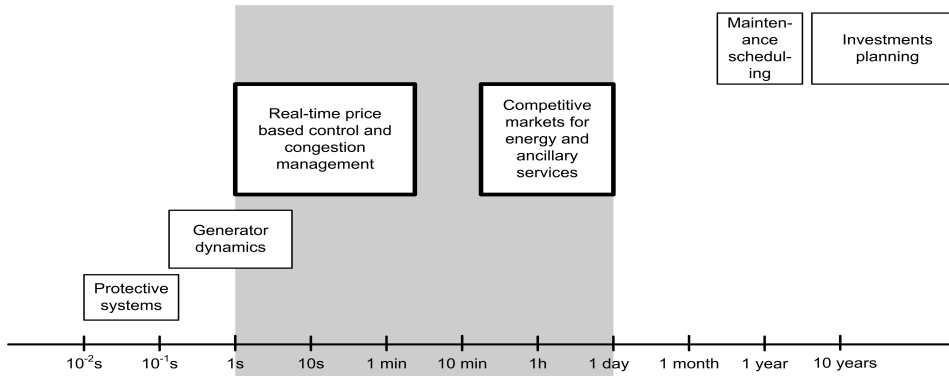 Mainten-
ance
schedul-
ing
Investments
planning
Real-time price
based control and
congestion
management
Competitive
markets for
energy and
ancillary
services
Generator
dynamics
Protective
systems
10⁻²s 10⁻¹s 1s 10s 1 min 10 min 1h 1 day 1 month 1 year 10 years